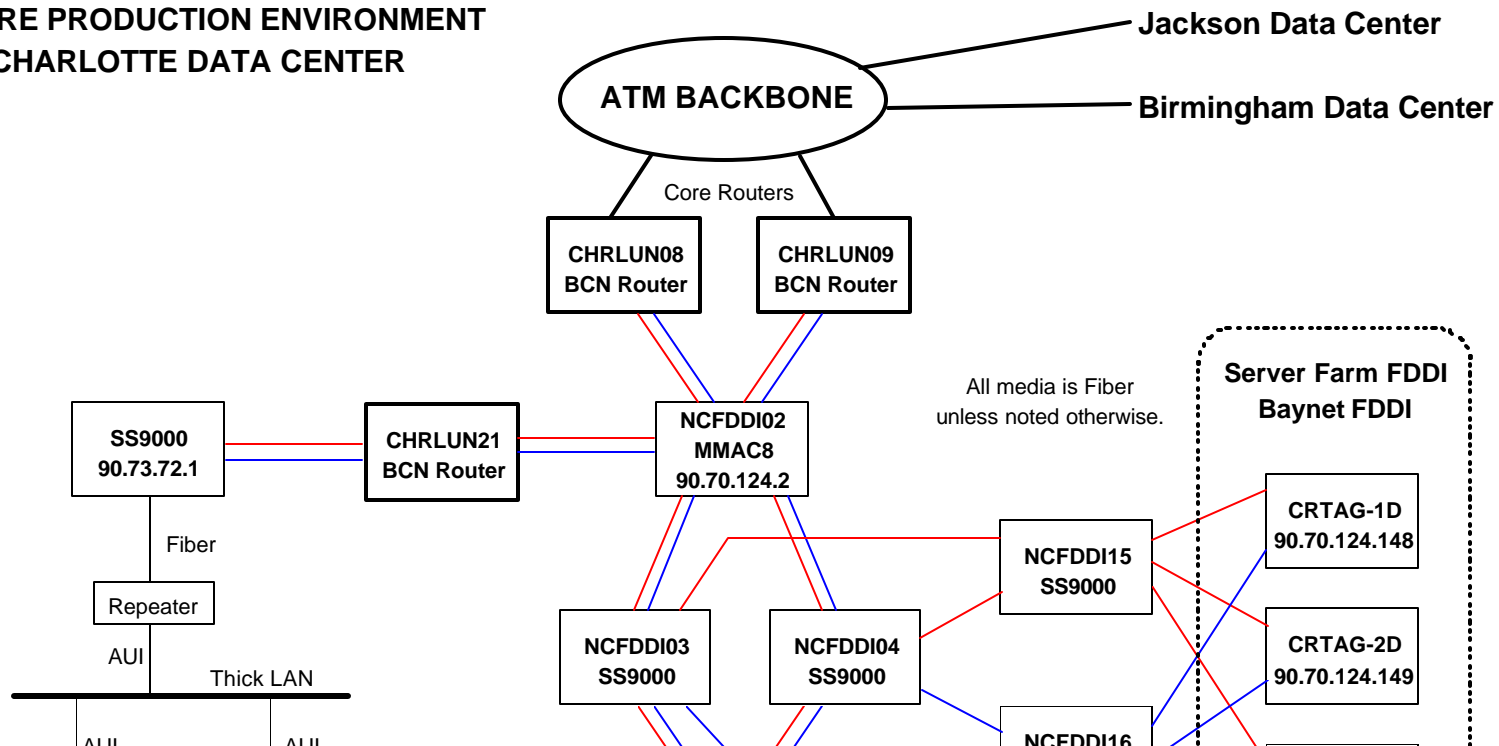 RE PRODUCTION ENVIRONMENT
CHARLOTTE DATA CENTER
Jackson Data Center
ATM BACKBONE
Birmingham Data Center
Core Routers
CHRLUN08
BCN Router
CHRLUN09
BCN Router
All media is Fiber
unless noted otherwise.
Server Farm FDDI
Baynet FDDI
SS9000
90.73.72.1
CHRLUN21
BCN Router
NCFDDI02
MMAC8
90.70.124.2
CRTAG-1D
90.70.124.148
Fiber
NCFDDI15
SS9000
Repeater
NCFDDI03
SS9000
NCFDDI04
SS9000
CRTAG-2D
90.70.124.149
AUI
Thick LAN
AUI
AUI
NCFDDI16